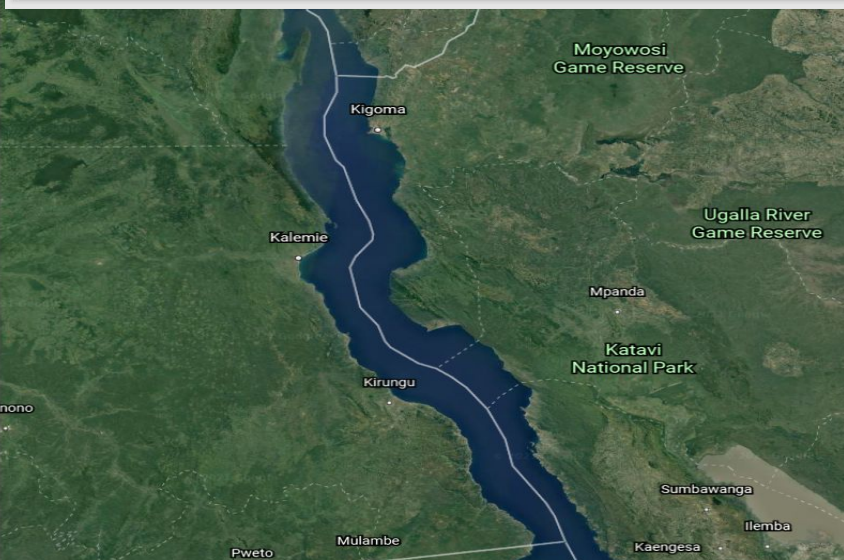 Moyowosi
Game Reserve
Kigoma
Ugalla River
Game Reserve
Kalemie
Mpanda
Katavi
National Park
Kirungu
nono
Sumbawanga
Ilemba
Mulambe
Kaengesa
Pweto